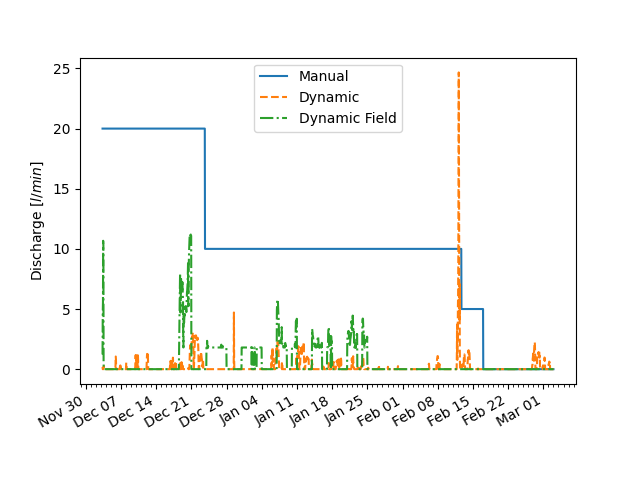 Manual
Dynamic
Dynamic Field
Discharge [l/min]
25
20
15
10
5
0
Nov 30
Dec 07
Dec 14
Dec 21
Dec 28
Jan 04
Jan 11
Jan 18
Jan 25
Feb 01
Feb 08
Feb 15
Feb 22
Mar 01